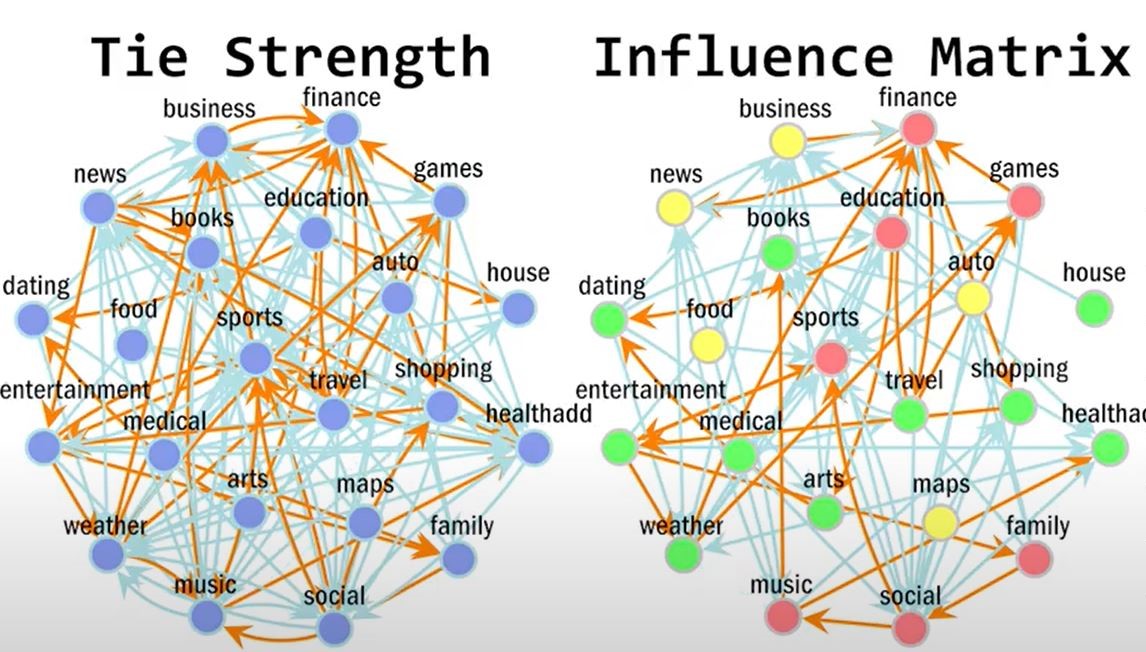 Tie Strength
business
finance
news
games
books
education
auto
house
dating
food
sports
entertainment
travel
shopping
medical
healthadd
arts
maps
weather
family
music
social
Influence Matrix
business
finance
news
games
books
education
auto
house
dating
food
sports
entertainment
travel
shopping
medical
healthad
arts
maps
weather
family
music
social